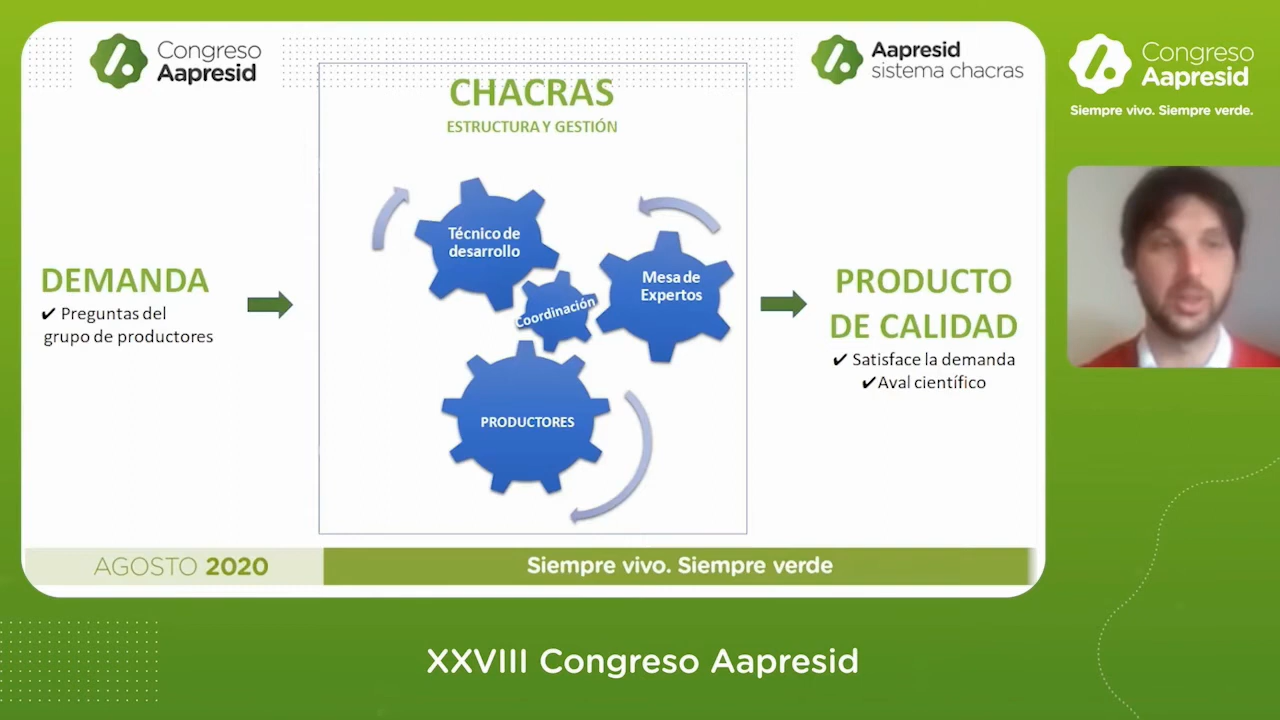 Congreso
Aapresid
Aapresid
sistema chacras
CHACRAS
ESTRUCTURA Y GESTIÓN
DEMANDA
✔ Preguntas del
grupo de productores
Técnico de
desarrollo
Coordinación
Mesa de
Expertos
PRODUCTORES
PRODUCTO
DE CALIDAD
✔ Satisface la demanda
✔Aval científico
AGOSTO 2020
Siempre vivo. Siempre verde
Congreso
Aapresid
Siempre vivo. Siempre verde.
XXVIII Congreso Aapresid